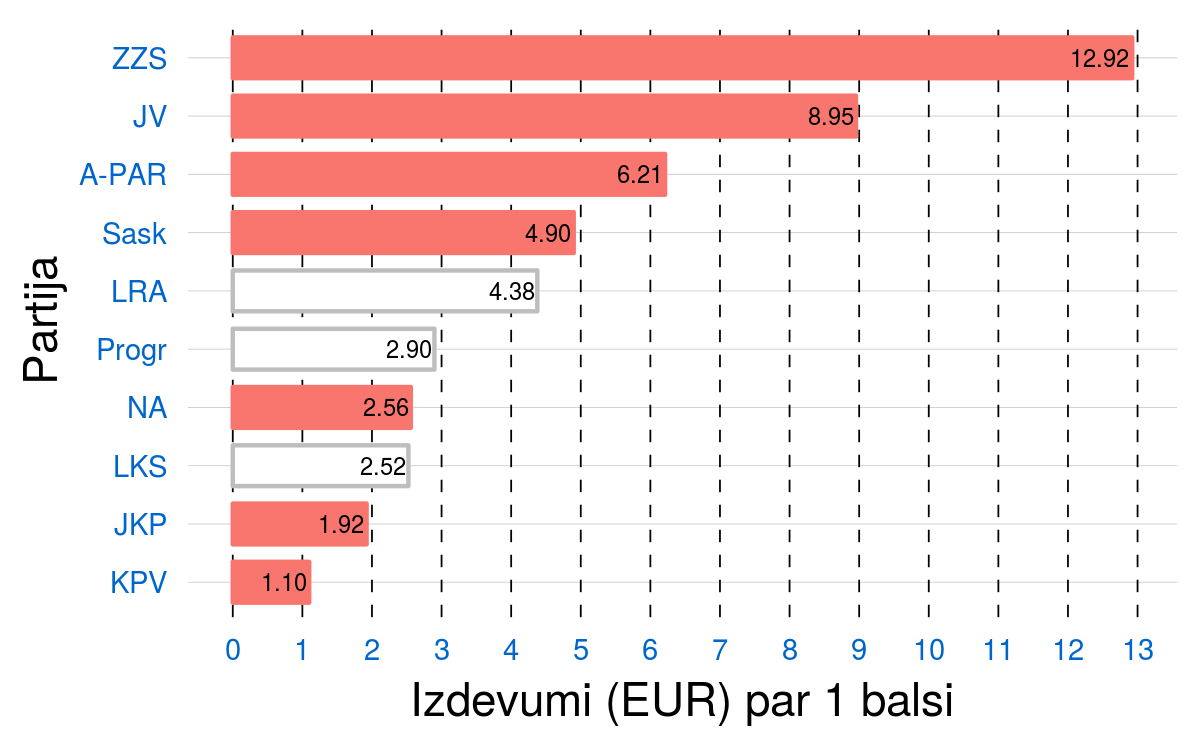 ZZS 12.92
JV 8.95
A-PAR 6.21
Sask 4.90
LRA 4.38
Progr 2.90
NA 2.56
LKS 2.52
JKP 1.92
KPV 1.10
Partija
0 1 2 3 4 5 6 7 8 9 10 11 12 13
Izdevumi (EUR) par 1 balsi